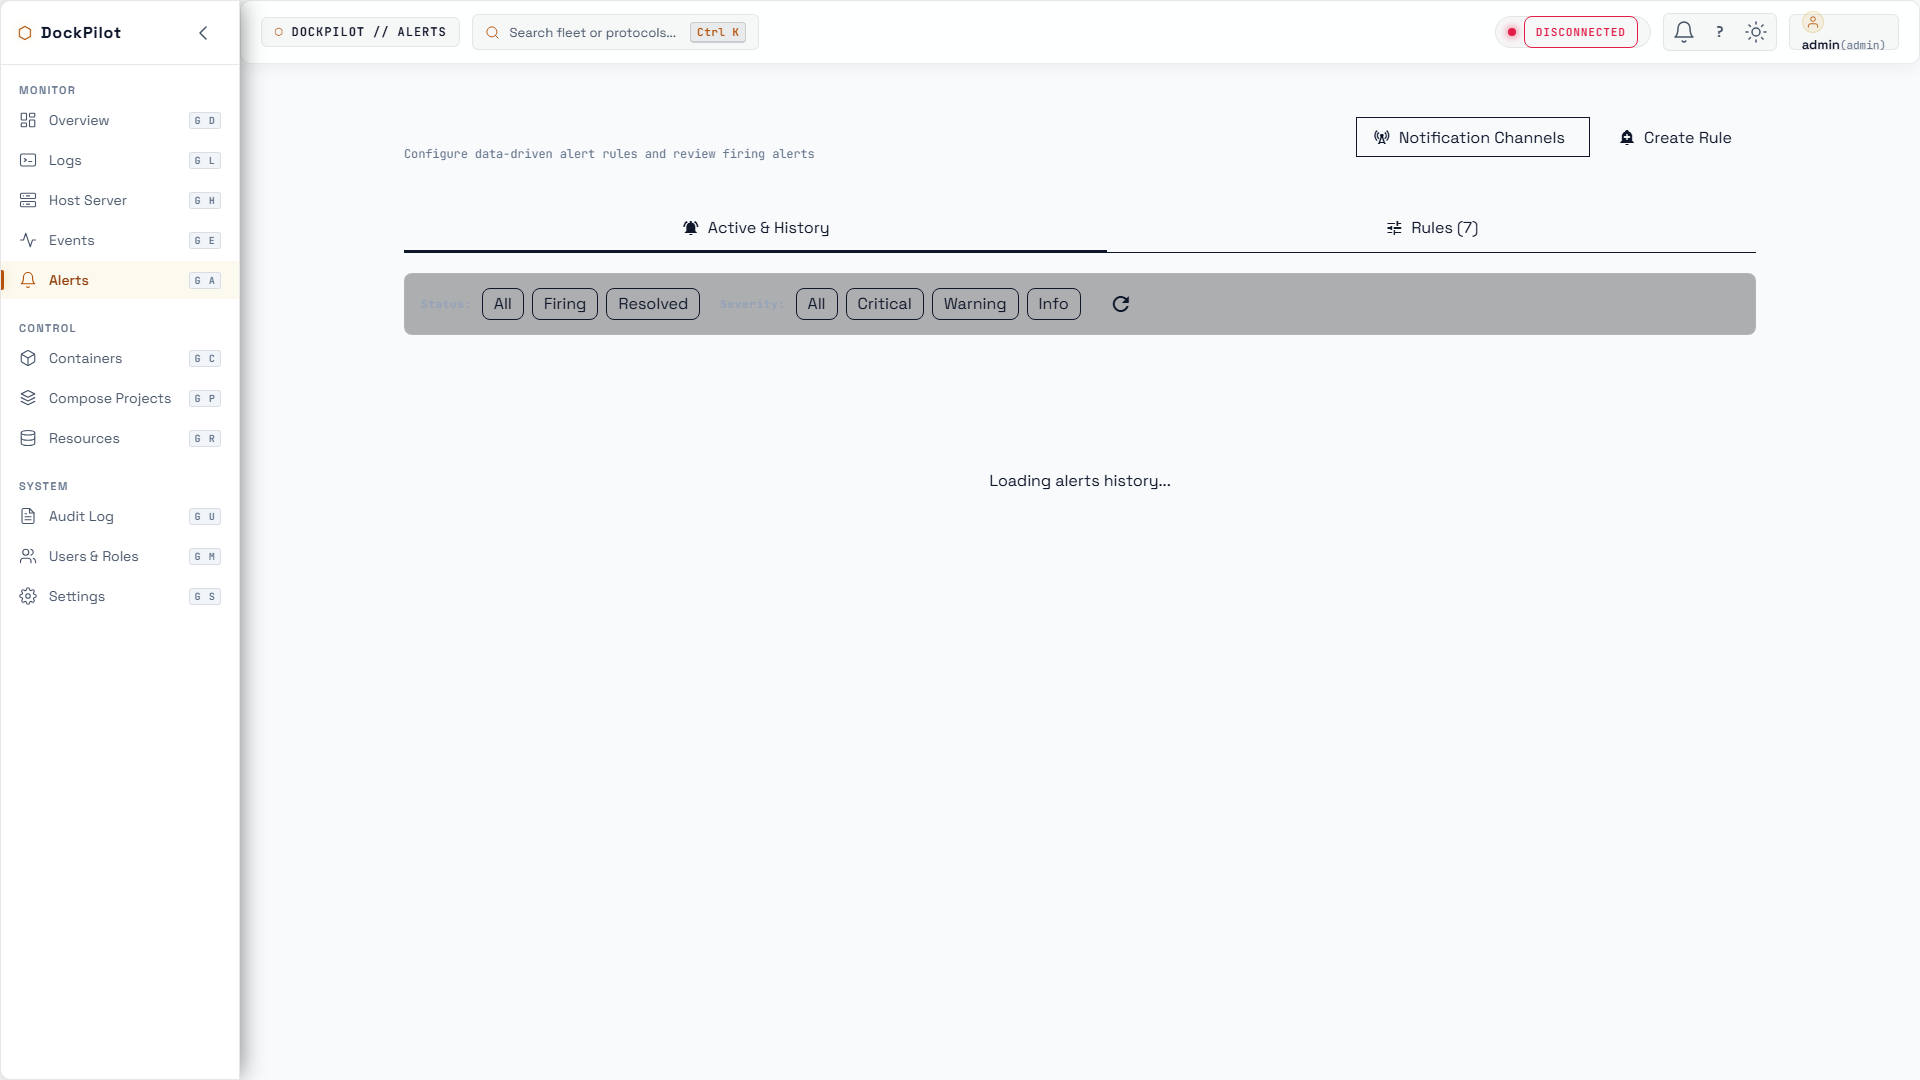 DockPilot
MONITOR
Overview G D
Logs G L
Host Server G H
Events G E
Alerts G A
CONTROL
Containers G C
Compose Projects G P
Resources G R
SYSTEM
Audit Log G U
Users & Roles G M
Settings G S
DOCKPILOT // ALERTS
Search fleet or protocols... Ctrl K
DISCONNECTED
?
admin(admin)
Configure data-driven alert rules and review firing alerts
Notification Channels
Create Rule
Active & History
Rules (7)
Status: All Firing Resolved Severity: All Critical Warning Info
Loading alerts history...